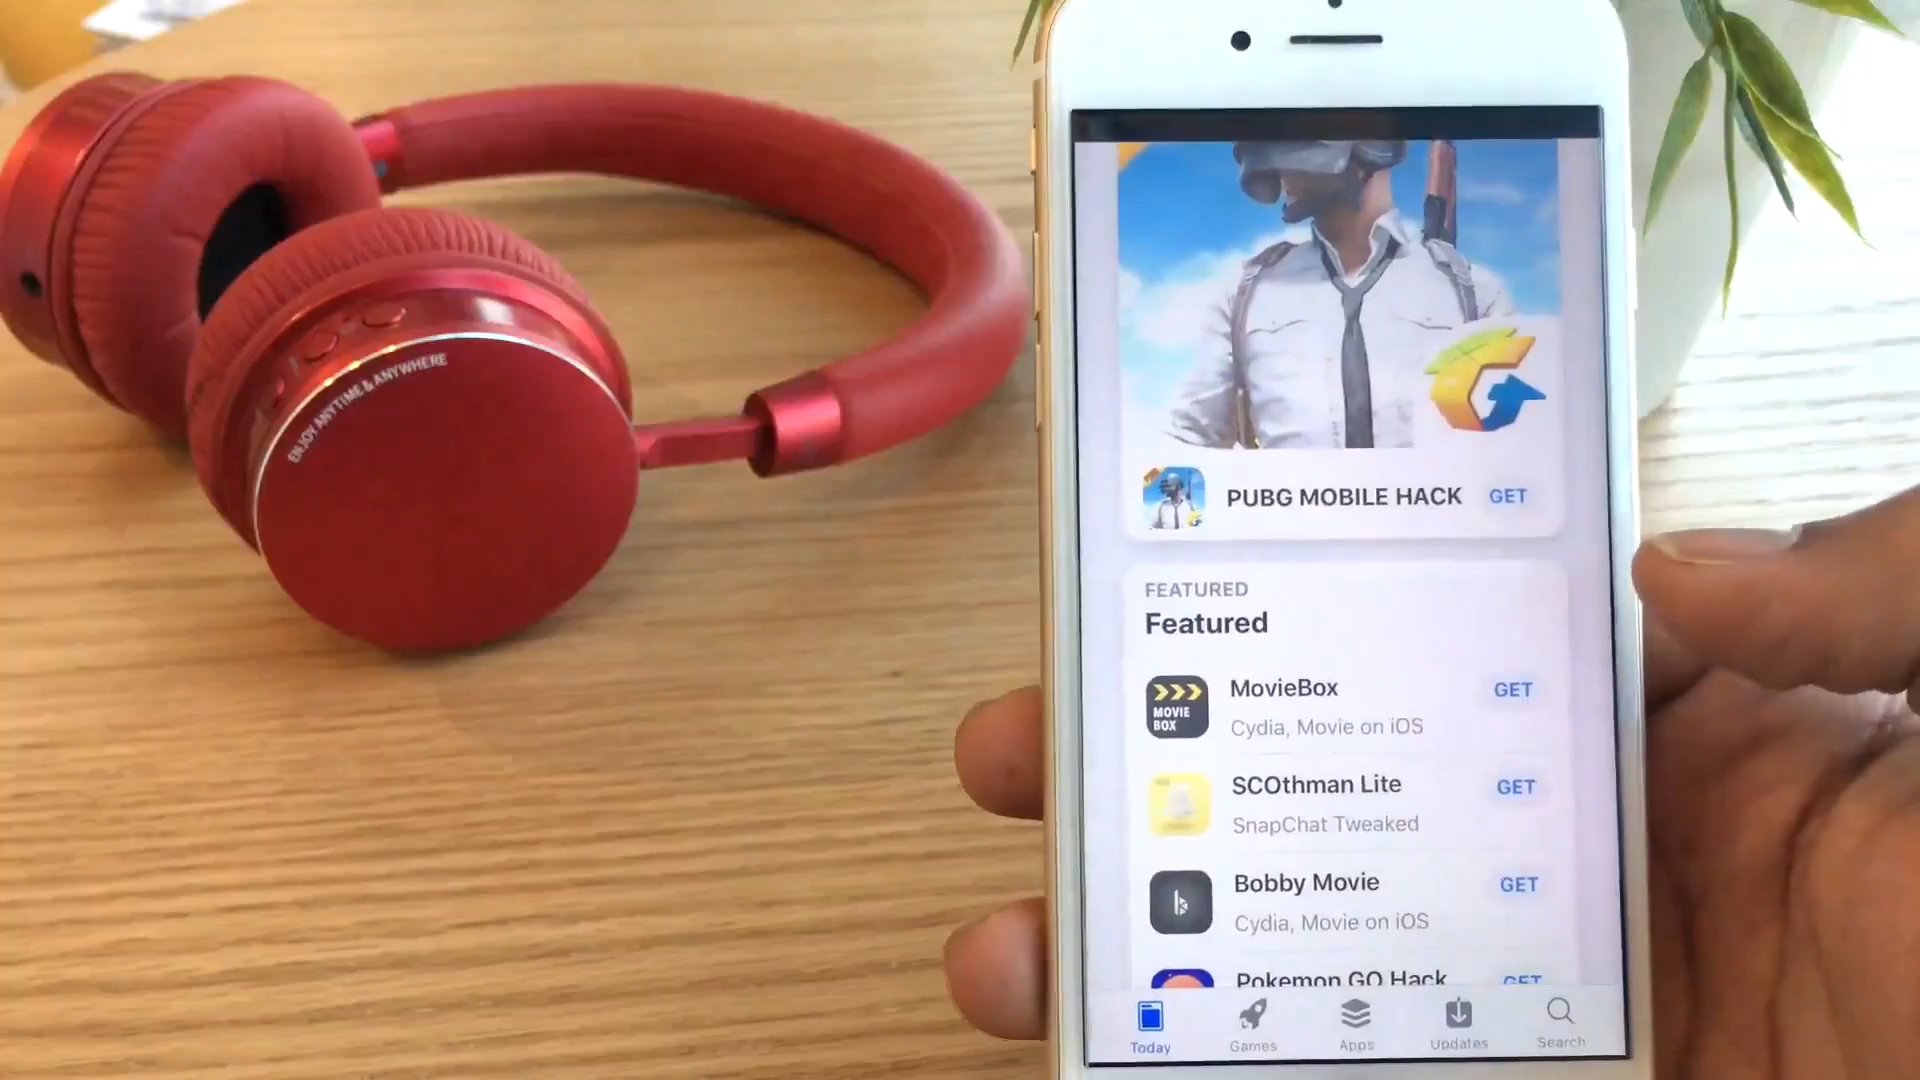 ENJOY ANYTIME & ANYWHERE
PUBG MOBILE HACK GET
FEATURED
Featured
MovieBox
GET
Cydia, Movie on iOS
MOVIE
BOX
SCOthman Lite
GET
SnapChat Tweaked
Bobby Movie
GET
Cydia, Movie on iOS
Pokemon GO Hack GET
Today Games Apps Updates Search